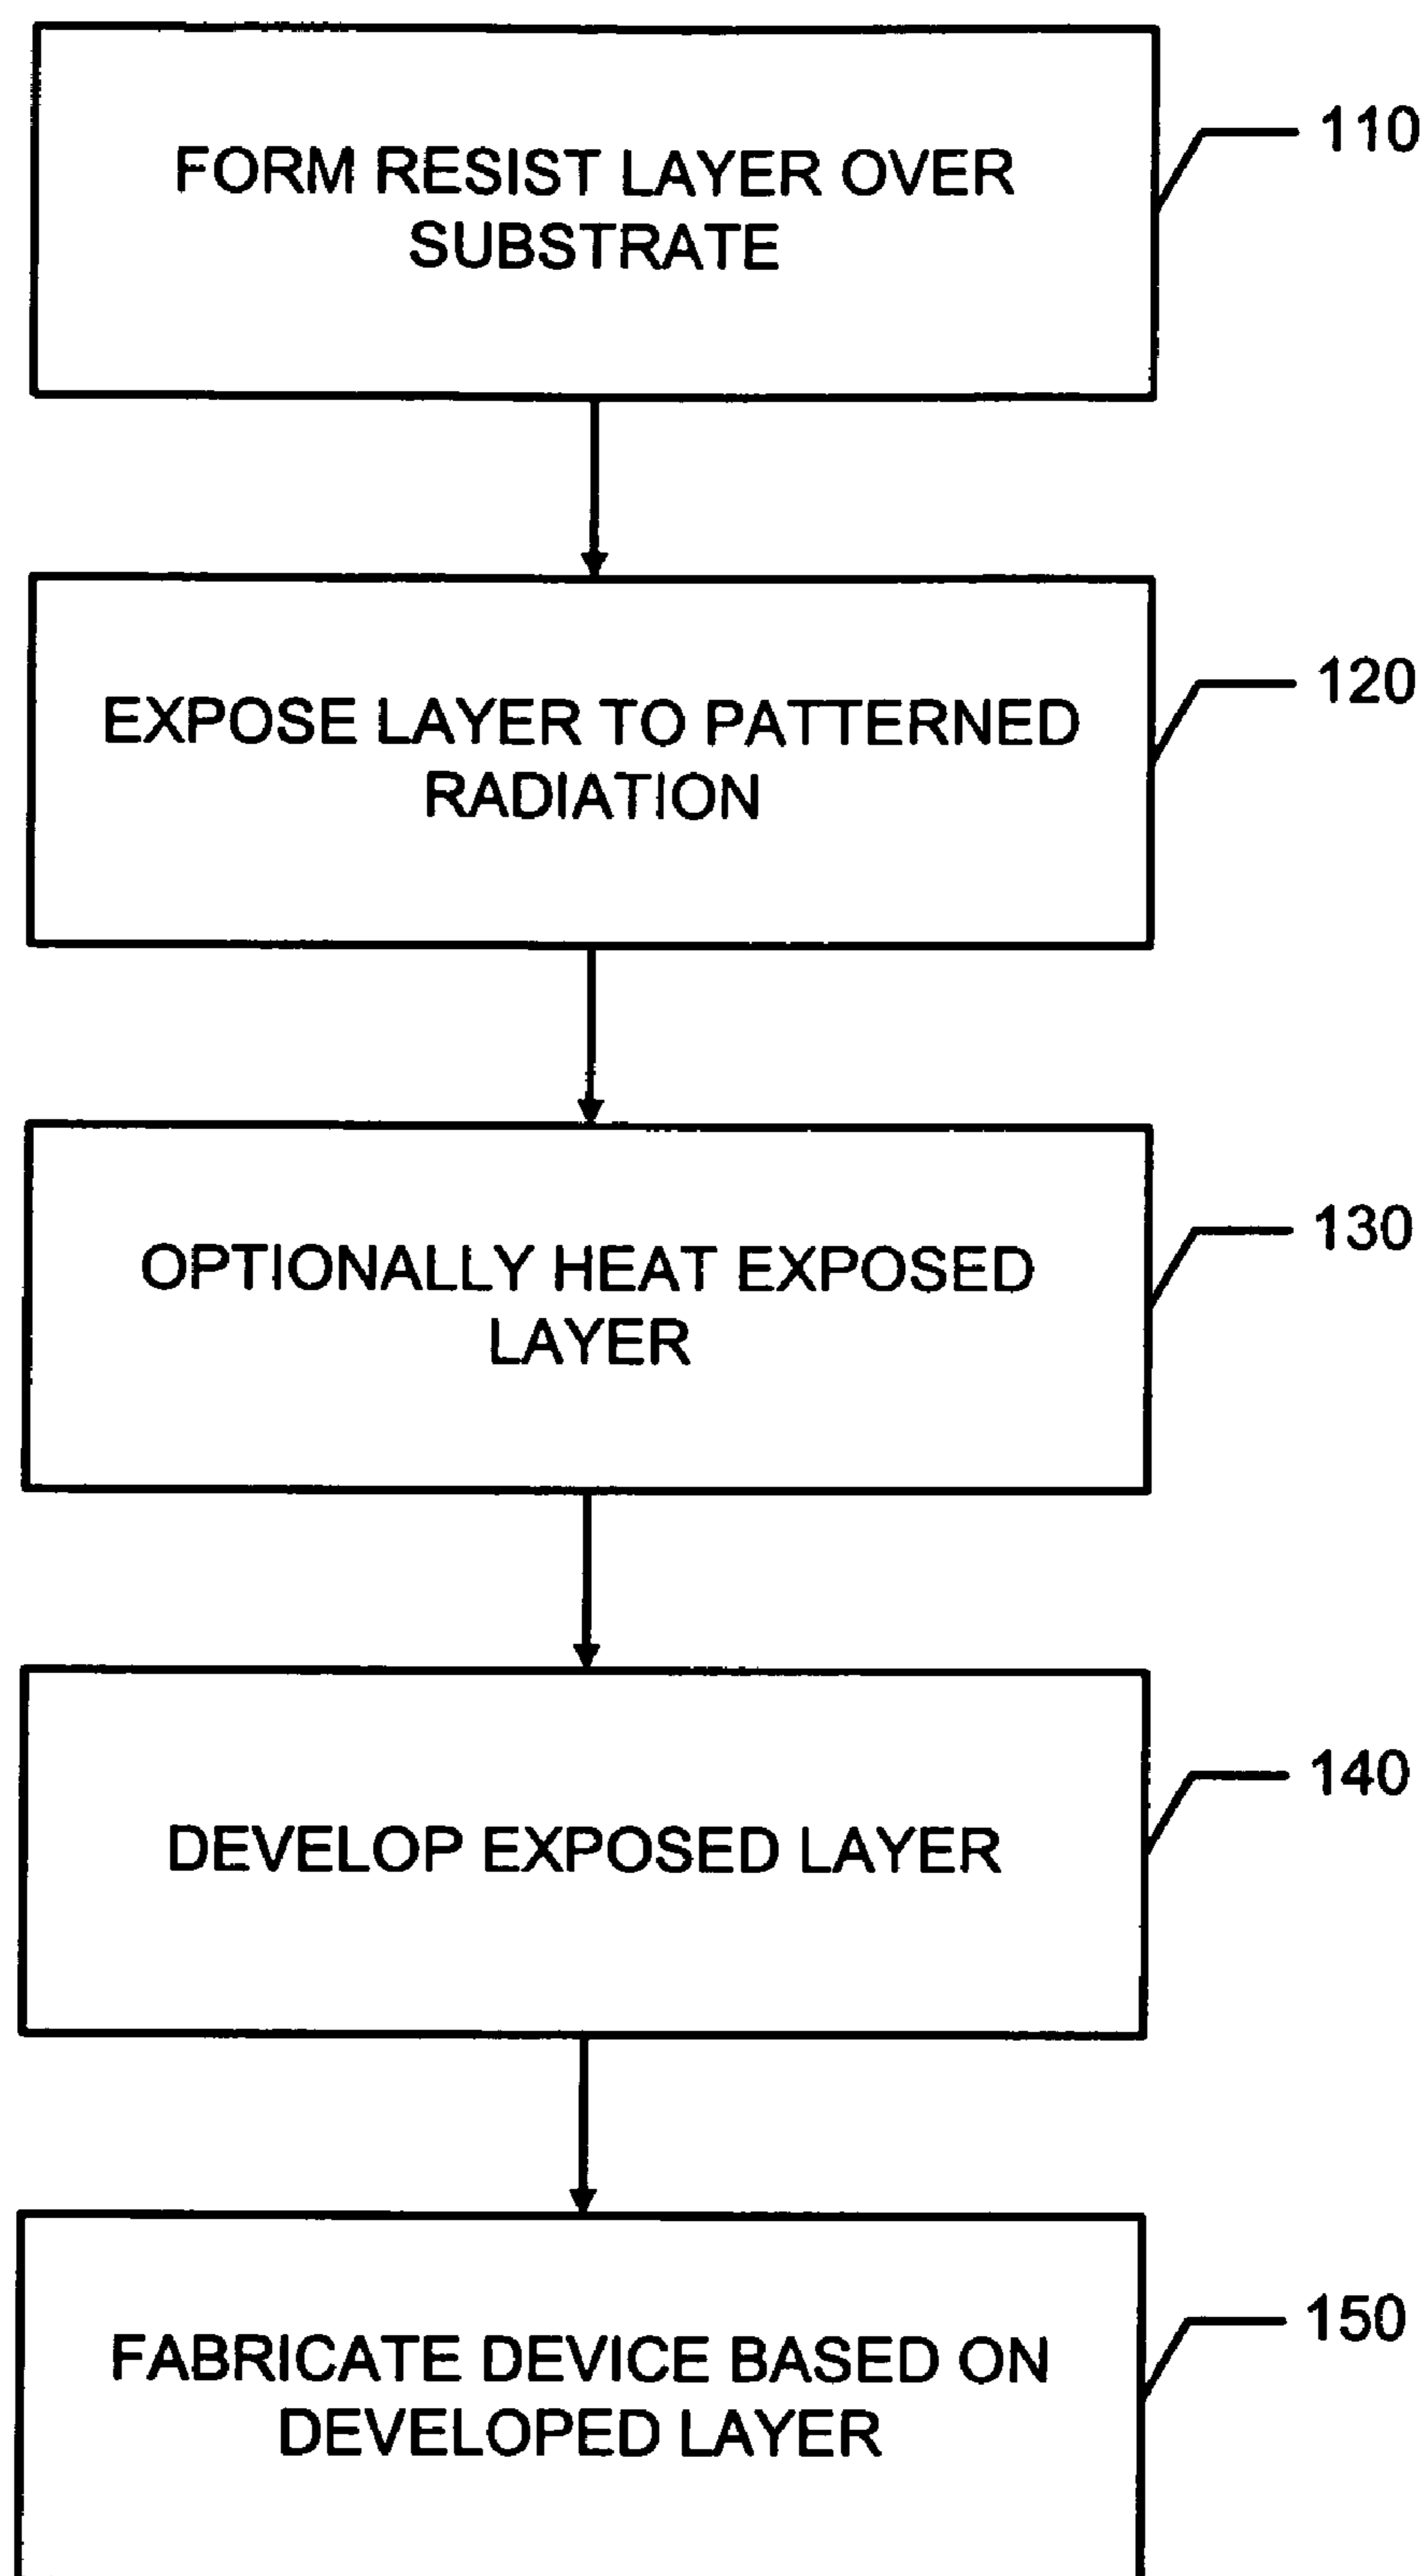 FORM RESIST LAYER OVER
SUBSTRATE
110
EXPOSE LAYER TO PATTERNED
RADIATION
120
OPTIONALLY HEAT EXPOSED
LAYER
130
DEVELOP EXPOSED LAYER
140
FABRICATE DEVICE BASED ON
DEVELOPED LAYER
150